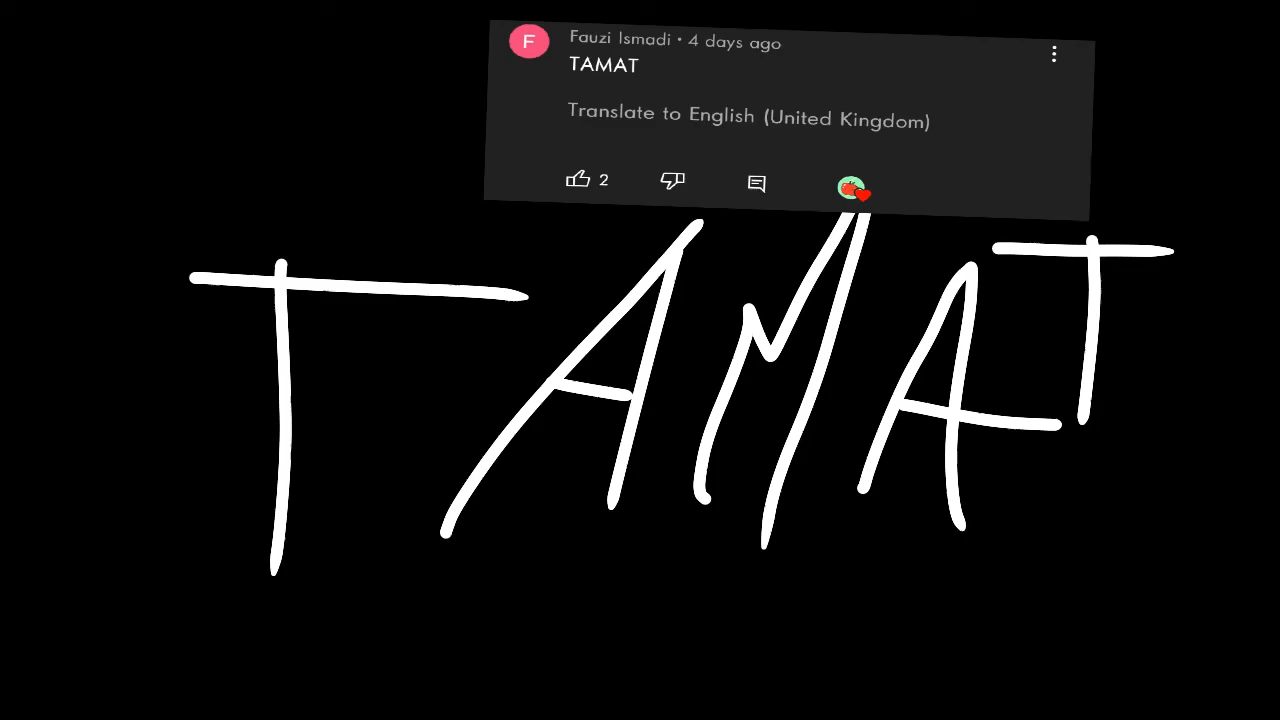 F
Fauzi Ismadi • 4 days ago
TAMAT
Translate to English (United Kingdom)
2
TAMAT